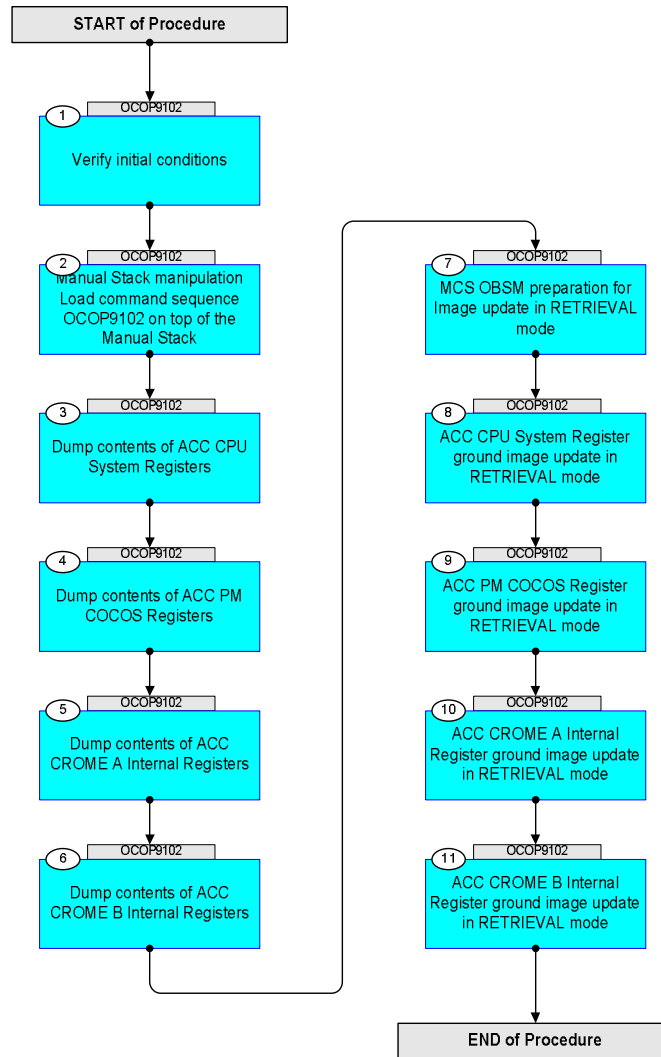 START of Procedure
OCOP9102
1
Verify initial conditions
OCOP9102
2
Manual Stack manipulation
Load command sequence
OCOP9102 on top of the
Manual Stack
OCOP9102
3
Dump contents of ACC CPU
System Registers
OCOP9102
4
Dump contents of ACC PM
COCOS Registers
OCOP9102
5
Dump contents of ACC
CROME A Internal Registers
OCOP9102
6
Dump contents of ACC
CROME B Internal Registers
OCOP9102
7
MCS OBSM preparation for
Image update in RETRIEVAL
mode
OCOP9102
8
ACC CPU System Register
ground image update in
RETRIEVAL mode
OCOP9102
9
ACC PM COCOS Register
ground image update in
RETRIEVAL mode
OCOP9102
10
ACC CROME A Internal
Register ground image update
in RETRIEVAL mode
OCOP9102
11
ACC CROME B Internal
Register ground image update
in RETRIEVAL mode
END of Procedure